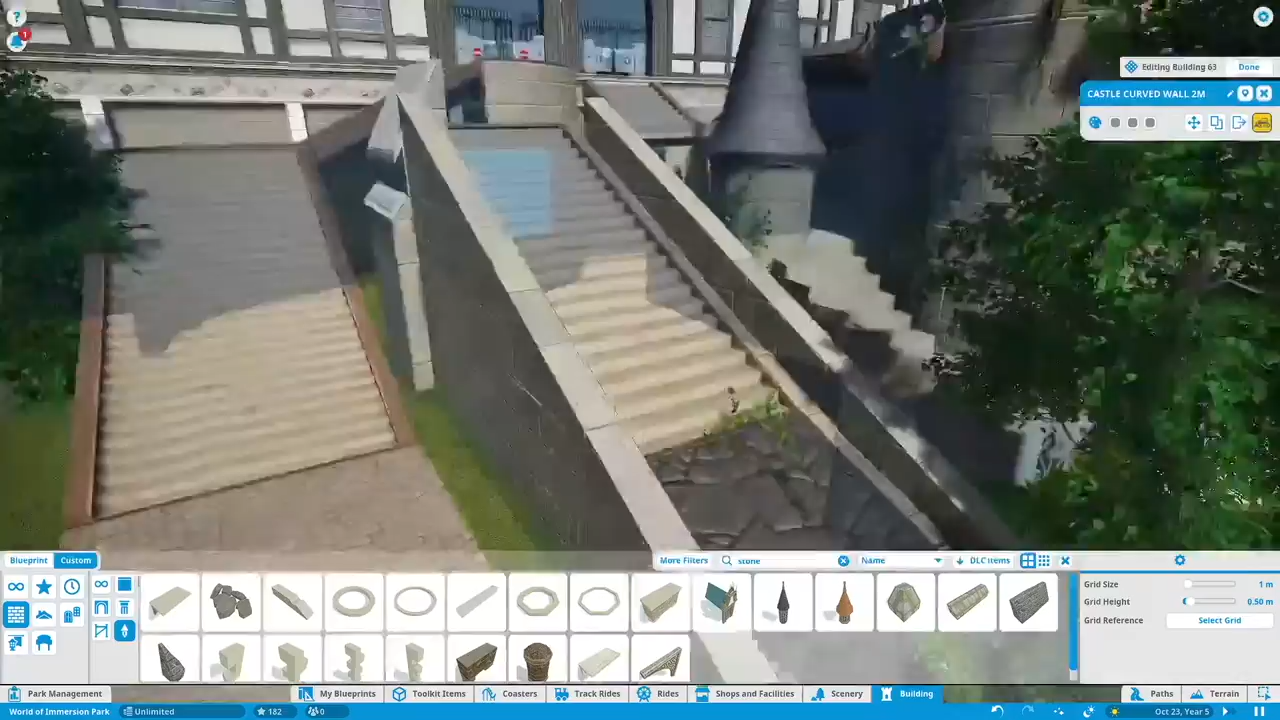 ?
1
Editing Building 63 Done
CASTLE CURVED WALL 2M
Blueprint Custom
More Filters stone Name DLC Items
Grid Size 1 m
Grid Height 0.50 m
Grid Reference Select Grid
Park Management My Blueprints Toolkit Items Coasters Track Rides Rides Shops and Facilities Scenery Building Paths Terrain
World of Immersion Park Unlimited 182 0 Oct 23, Year 5